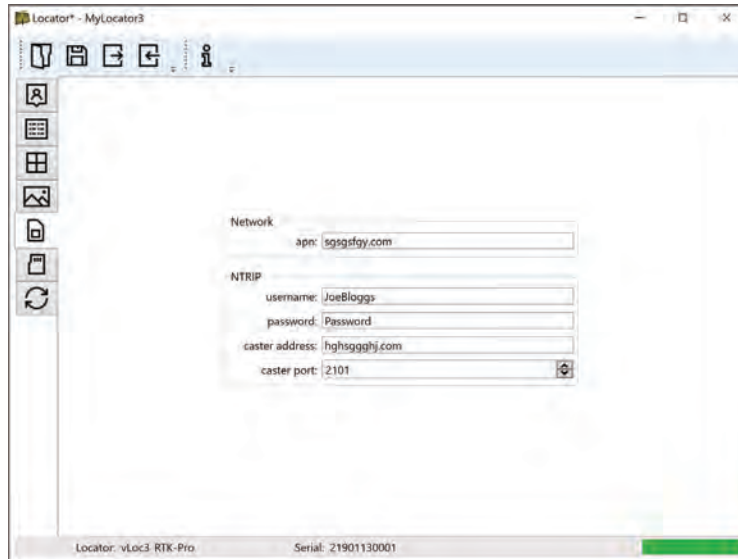 Locator* - MyLocator3
Network
apn: sgsgsfgy.com
NTRIP
username: JoeBloggs
password: Password
caster address: hghsggghj.com
caster port: 2101
Locator: vLoc3 RTK-Pro Serial: 21901130001